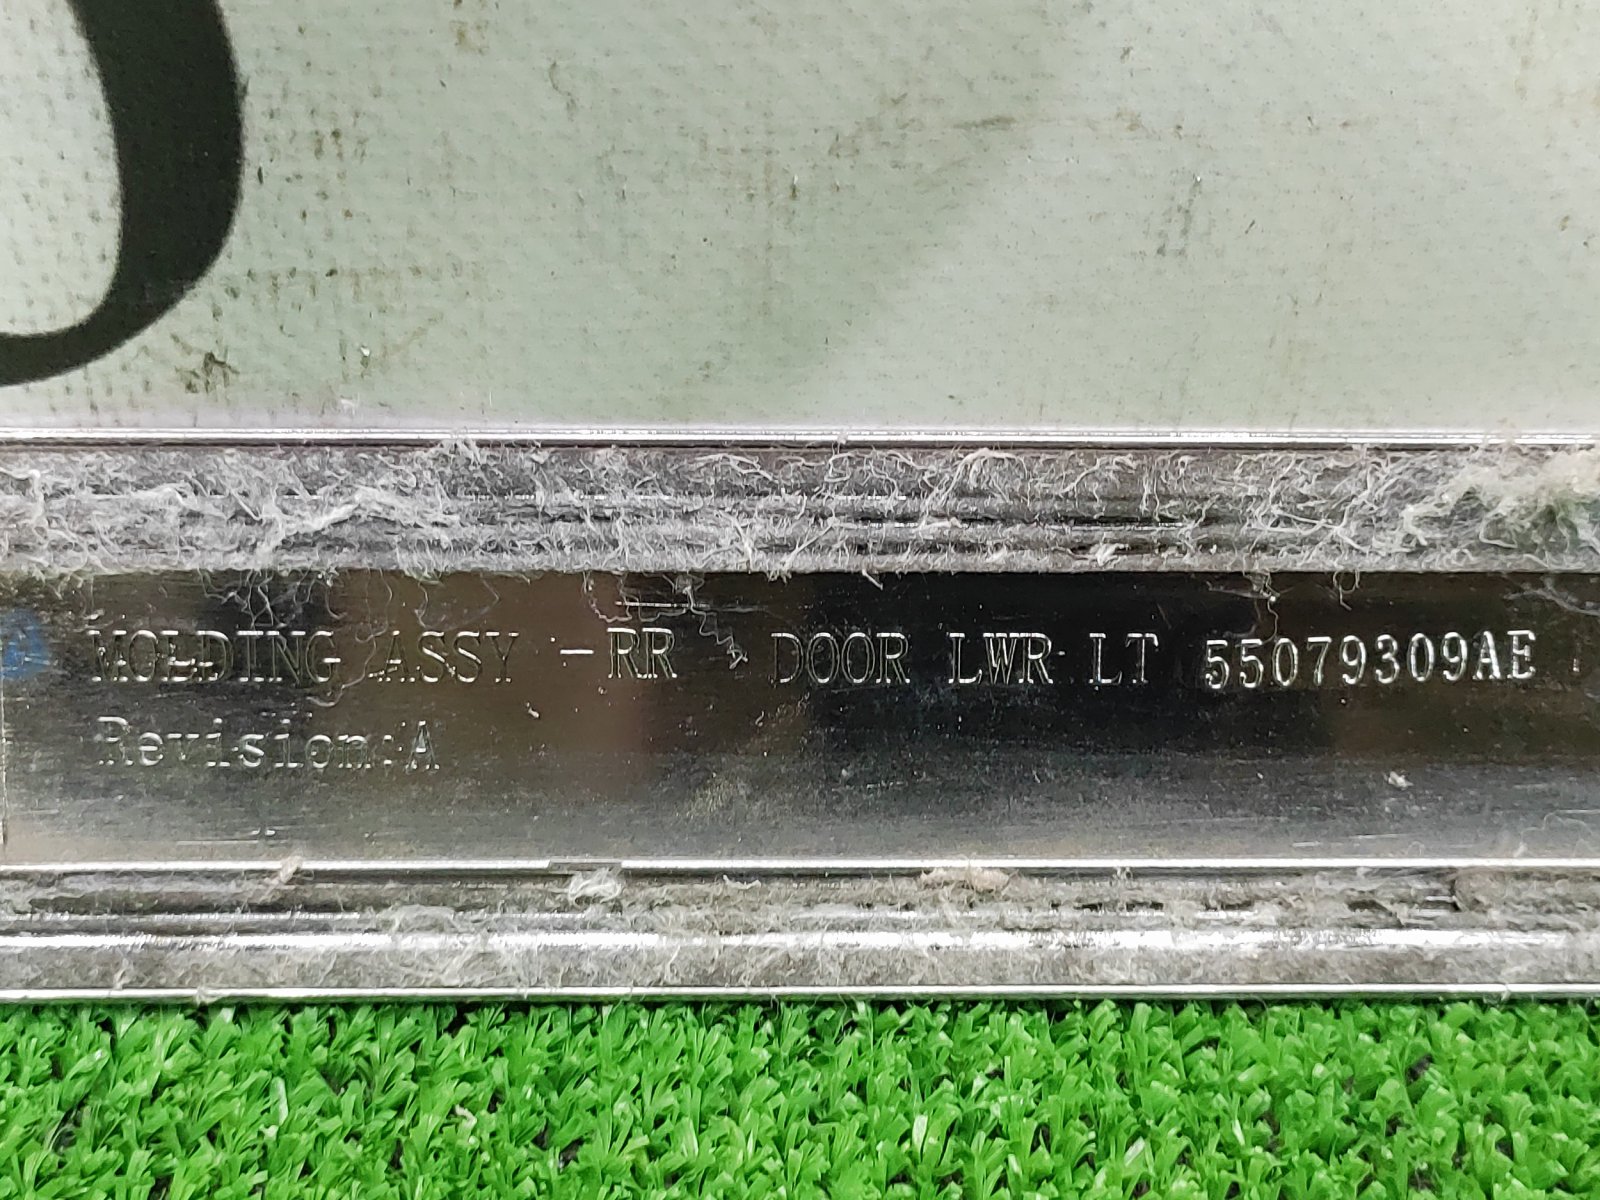 MOLDING ASSY -RR DOOR LWR LT 55079309AE
Revision:A